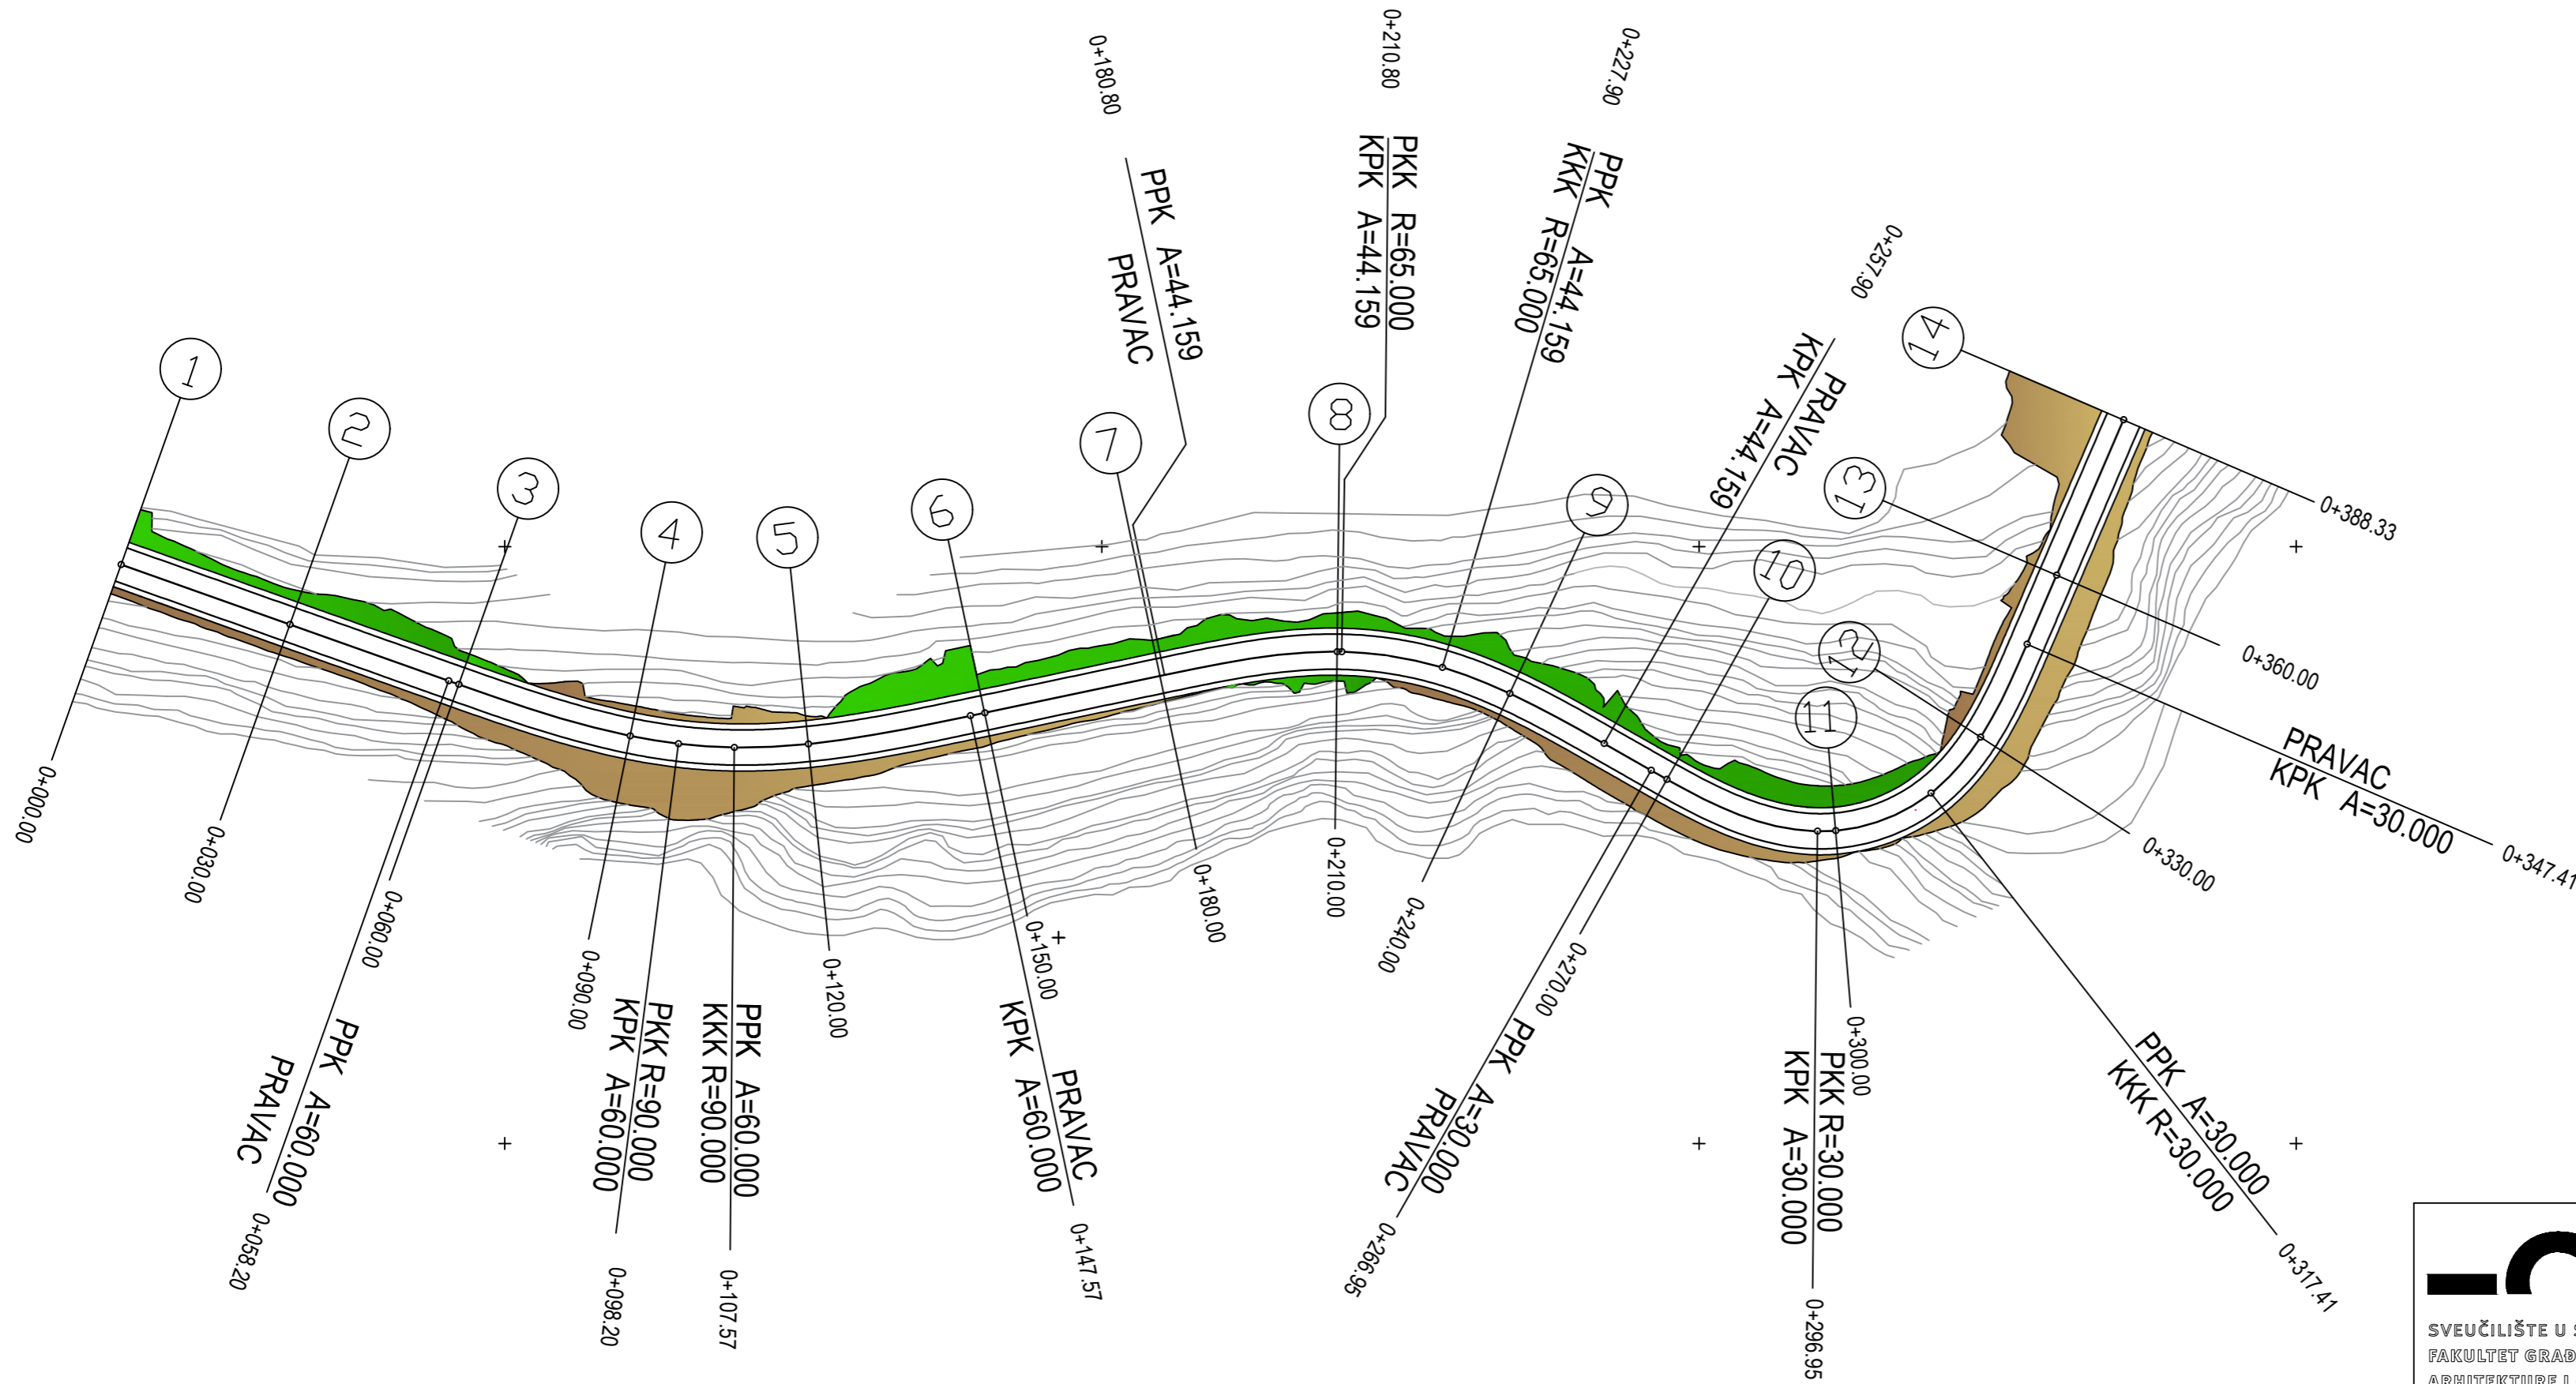 1
0+000.00
2
0+030.00
3
0+060.00
PPK A=60.000
PRAVAC
0+058.20
4
0+090.00
PKK R=90.000
KPK A=60.000
0+098.20
PPK A=60.000
KKK R=90.000
0+107.57
5
0+120.00
6
0+150.00
PRAVAC
KPK A=60.000
0+147.57
7
0+180.00
0+180.80
PPK A=44.159
PRAVAC
8
0+210.00
0+210.80
PKK R=65.000
KPK A=44.159
0+227.90
PPK A=44.159
KKK R=65.000
9
0+240.00
0+257.90
PRAVAC
KPK A=44.159
10
0+270.00
PPK A=30.000
PRAVAC
0+266.95
11
0+300.00
PKK R=30.000
KPK A=30.000
0+296.95
PPK A=30.000
KKK R=30.000
0+317.41
12
0+330.00
PRAVAC
KPK A=30.000
0+347.41
13
0+360.00
14
0+388.33
SVEUČILIŠTE U
FAKULTET GRAĐ
ARHITEKTURE I